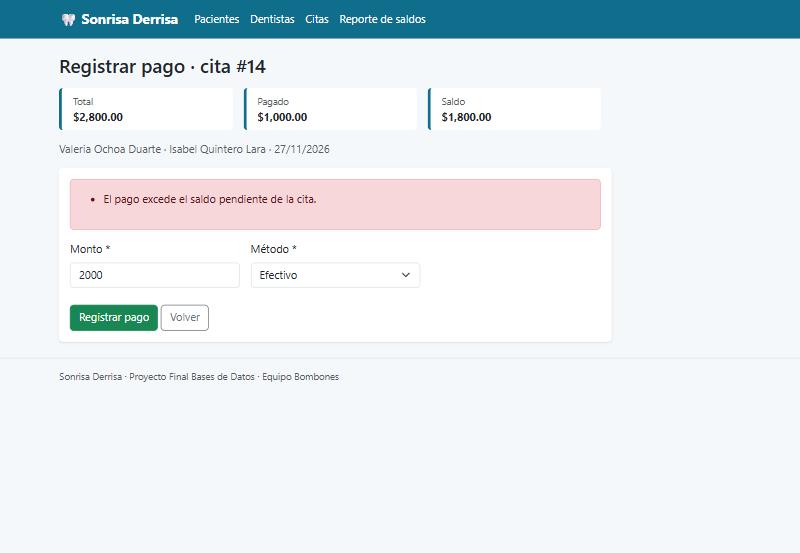 Sonrisa Derrisa Pacientes Dentistas Citas Reporte de saldos
Registrar pago · cita #14
Total Pagado Saldo
$2,800.00 $1,000.00 $1,800.00
Valeria Ochoa Duarte · Isabel Quintero Lara · 27/11/2026
El pago excede el saldo pendiente de la cita.
Monto * Método *
2000 Efectivo
Registrar pago Volver
Sonrisa Derrisa · Proyecto Final Bases de Datos · Equipo Bombones